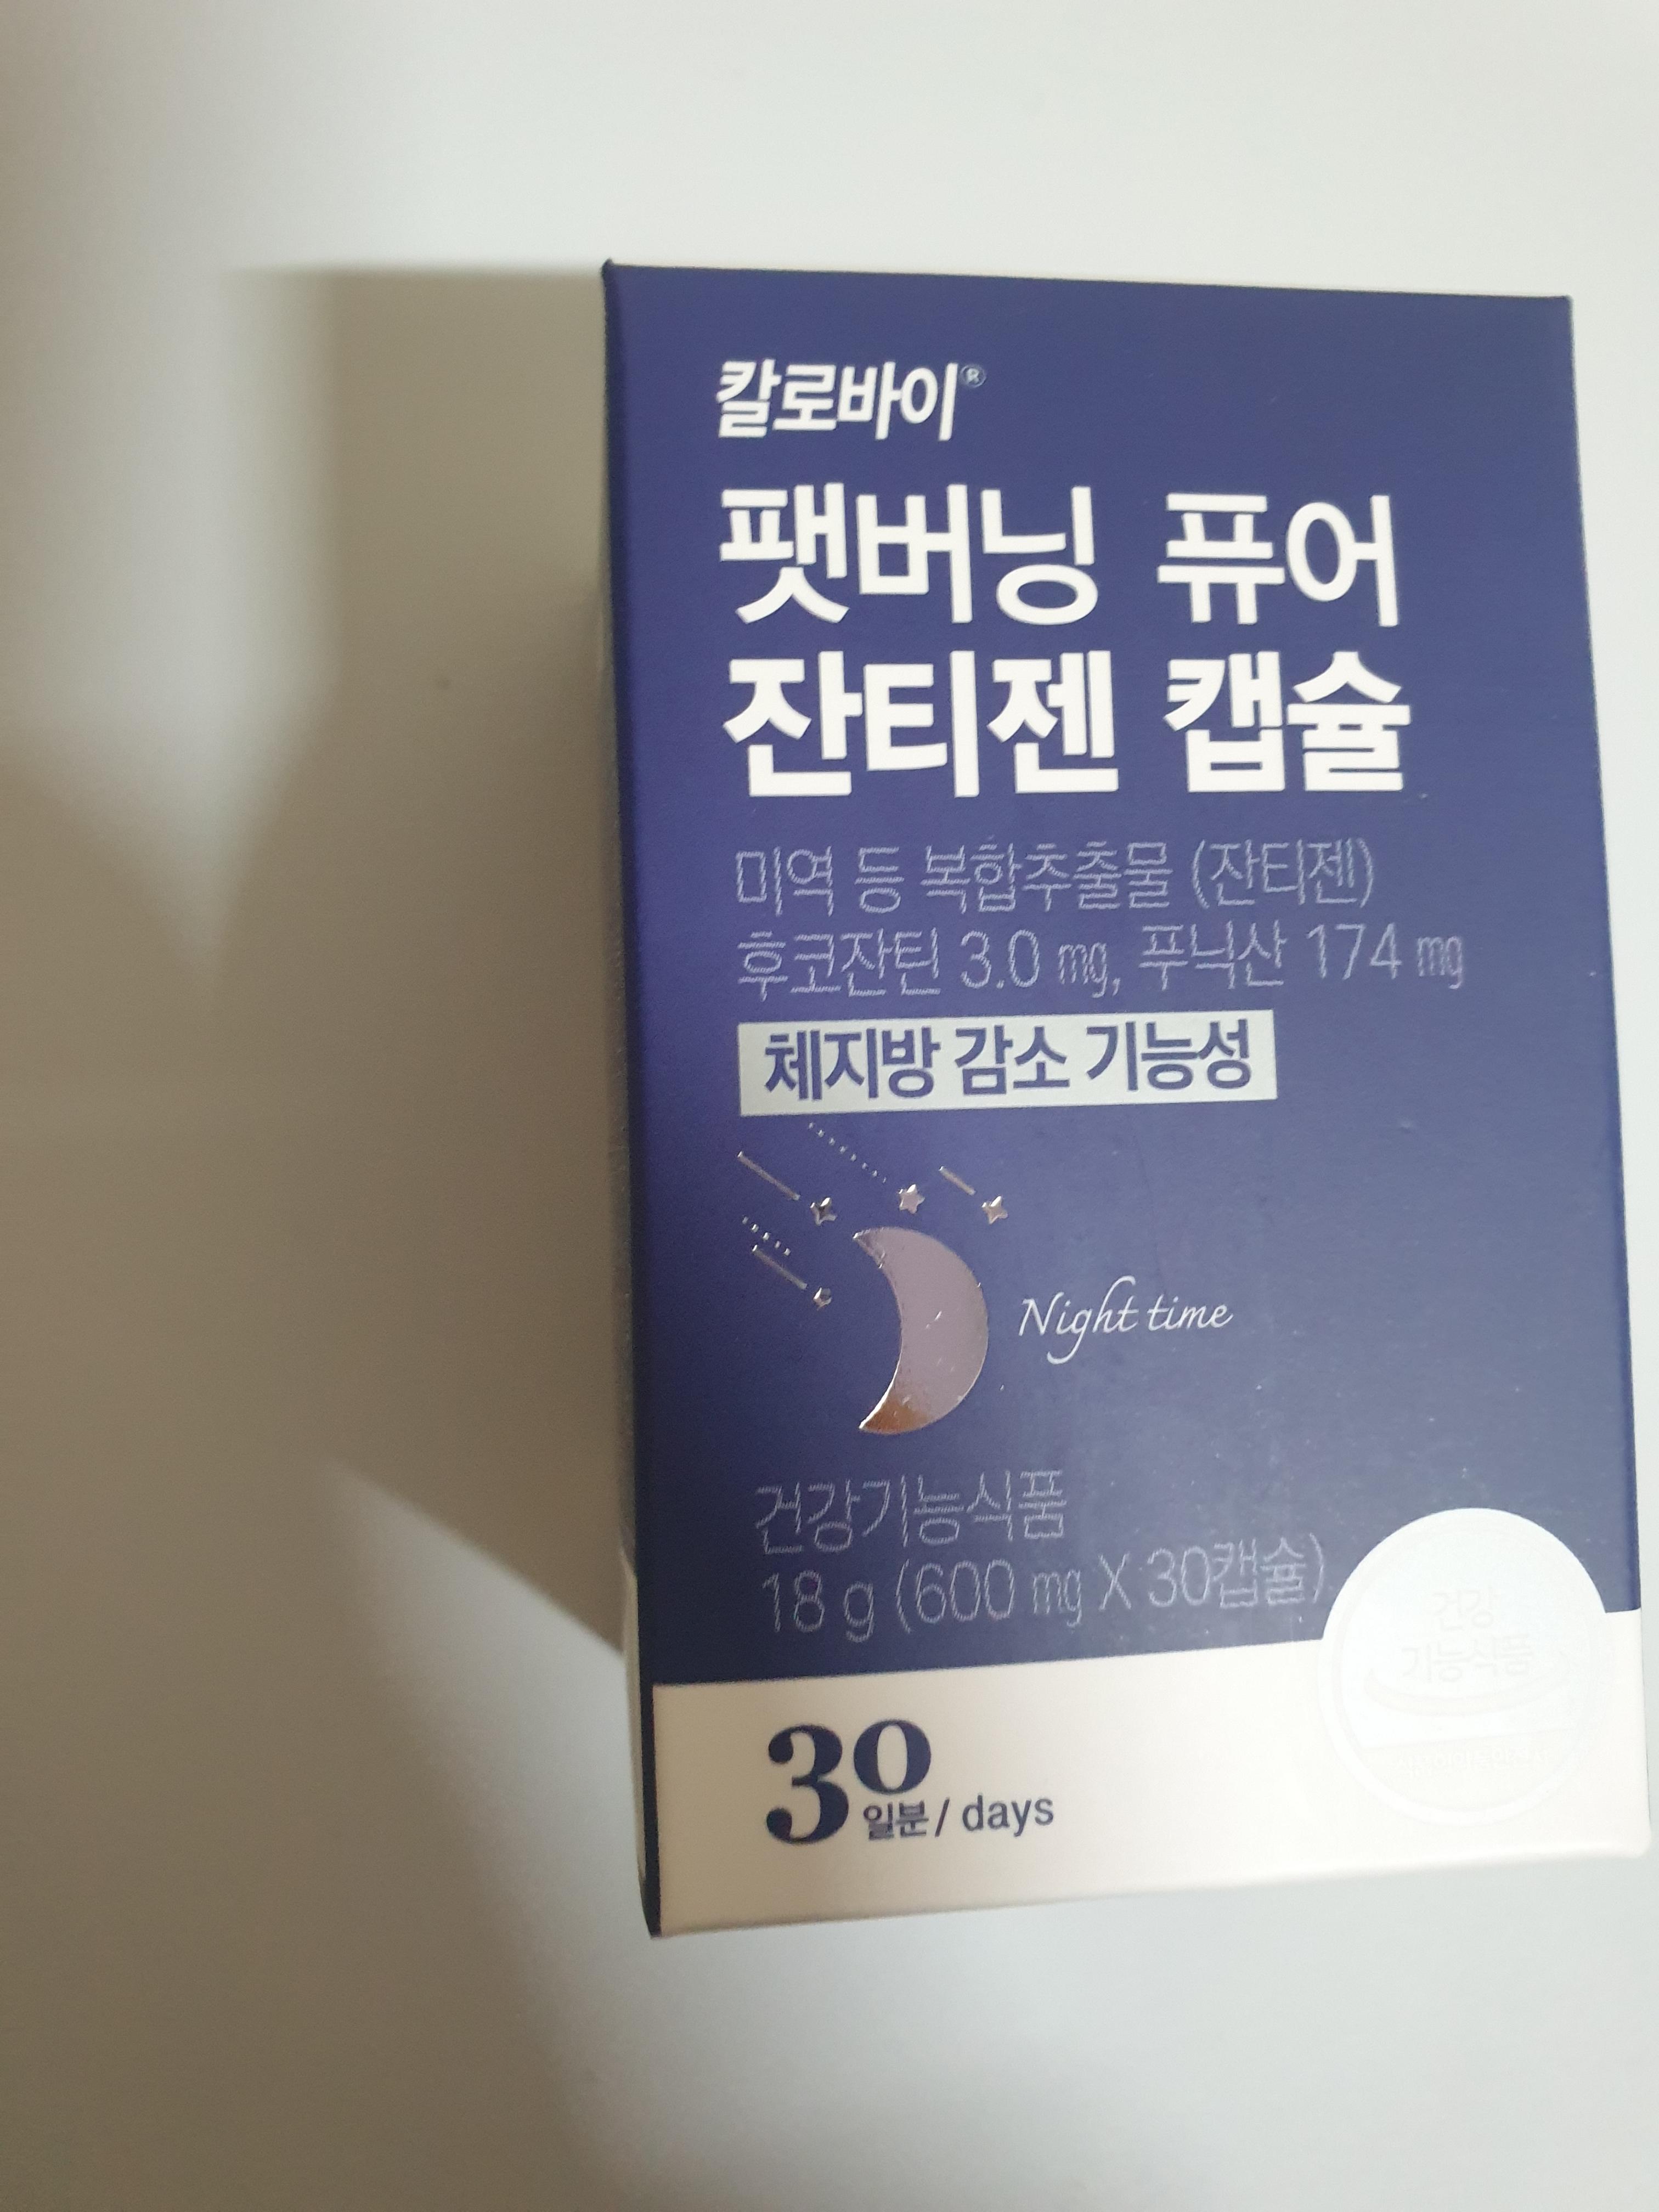 칼로바이®
팻버닝 퓨어
잔티젠 캡슐
미역 등 복합추출물 (잔티젠)
후코잔틴 3.0 ㎎, 푸닉산 174 ㎎
체지방 감소 기능성
Night time
건강기능식품
18 g (600 ㎎ X 30캡슐)
건강
기능식품
30일분 / days